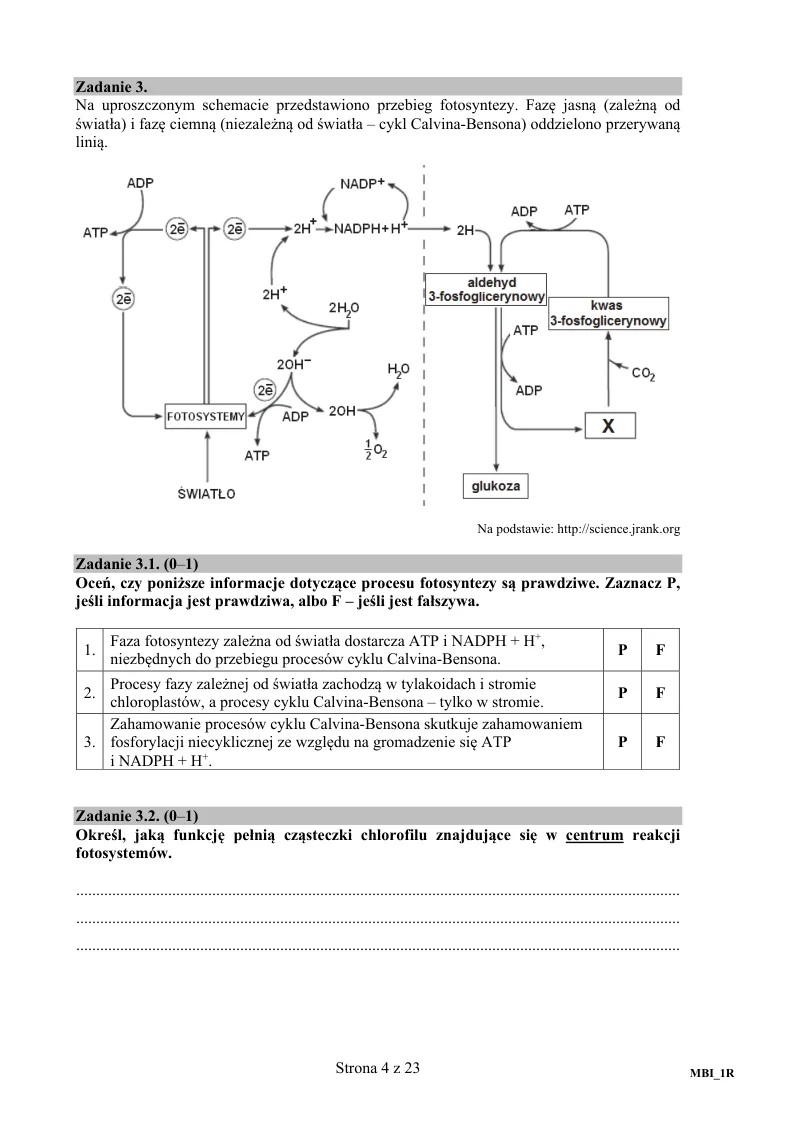 Zadanie 3.
Na uproszczonym schemacie przedstawiono przebieg fotosyntezy. Fazę jasną (zależną od
światła) i fazę ciemną (niezależną od światła – cykl Calvina-Bensona) oddzielono przerywaną
linią.
ADP
NADP+
ATP
2ē
2ē
2H+
NADPH+H+
2H
ADP
ATP
2ē
2H+
2H2O
aldehyd
3-fosfoglicerynowy
kwas
3-fosfoglicerynowy
ATP
2OH−
H2O
CO2
2ē
ADP
FOTOSYSTEMY
ADP
2OH
X
ATP
½O2
ŚWIATŁO
glukoza
Na podstawie: http://science.jrank.org
Zadanie 3.1. (0–1)
Oceń, czy poniższe informacje dotyczące procesu fotosyntezy są prawdziwe. Zaznacz P,
jeśli informacja jest prawdziwa, albo F – jeśli jest fałszywa.
1. Faza fotosyntezy zależna od światła dostarcza ATP i NADPH + H+, P F
niezbędnych do przebiegu procesów cyklu Calvina-Bensona.
2. Procesy fazy zależnej od światła zachodzą w tylakoidach i stromie P F
chloroplastów, a procesy cyklu Calvina-Bensona – tylko w stromie.
3. Zahamowanie procesów cyklu Calvina-Bensona skutkuje zahamowaniem P F
fosforylacji niecyklicznej ze względu na gromadzenie się ATP
i NADPH + H+.
Zadanie 3.2. (0–1)
Określ, jaką funkcję pełnią cząsteczki chlorofilu znajdujące się w centrum reakcji
fotosystemów.
Strona 4 z 23
MBI_1R